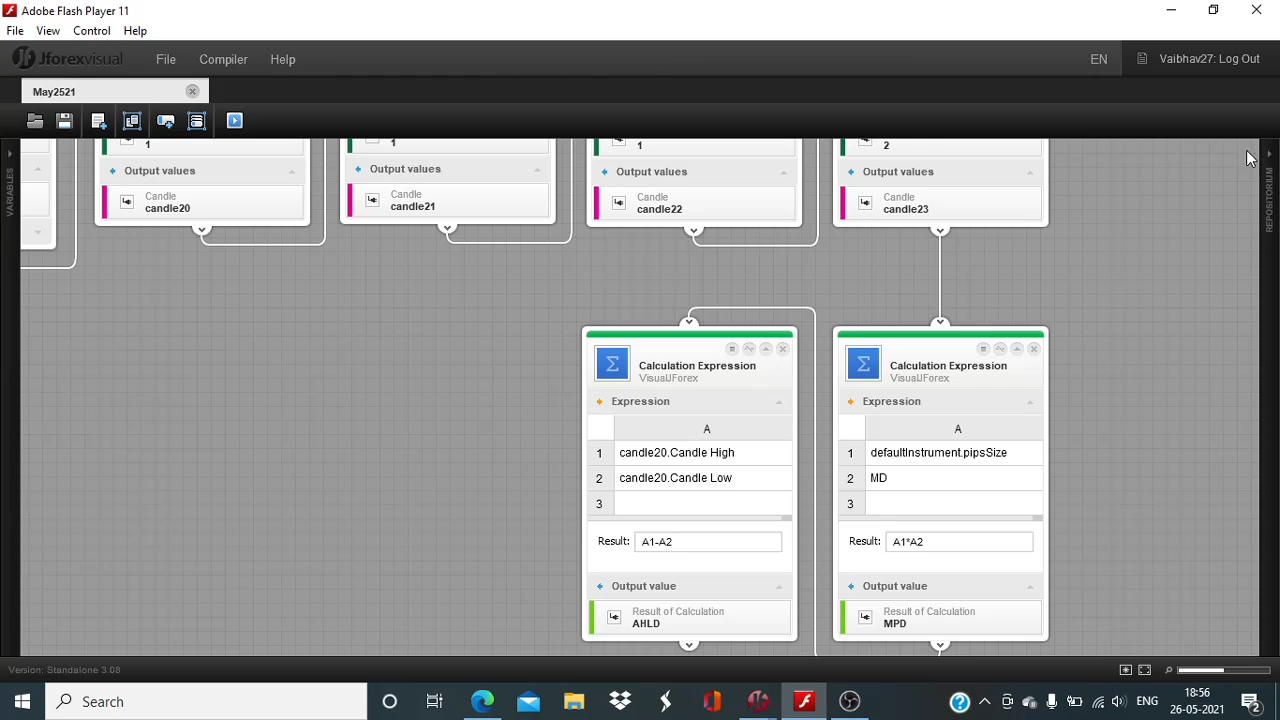 Adobe Flash Player 11
File View Control Help
Jforexvisual File Compiler Help EN Vaibhav27: Log Out
May2521
VARIABLES
REPOSITORIUM
1 1 1 2
Output values Output values Output values Output values
Candle Candle Candle Candle
candle20 candle21 candle22 candle23
Calculation Expression Calculation Expression
VisualJForex VisualJForex
Expression Expression
A A
1 candle20.Candle High 1 defaultInstrument.pipsSize
2 candle20.Candle Low 2 MD
3 3
Result: A1-A2 Result: A1*A2
Output value Output value
Result of Calculation Result of Calculation
AHLD MPD
Version: Standalone 3.08
Search ENG 18:56
26-05-2021 2